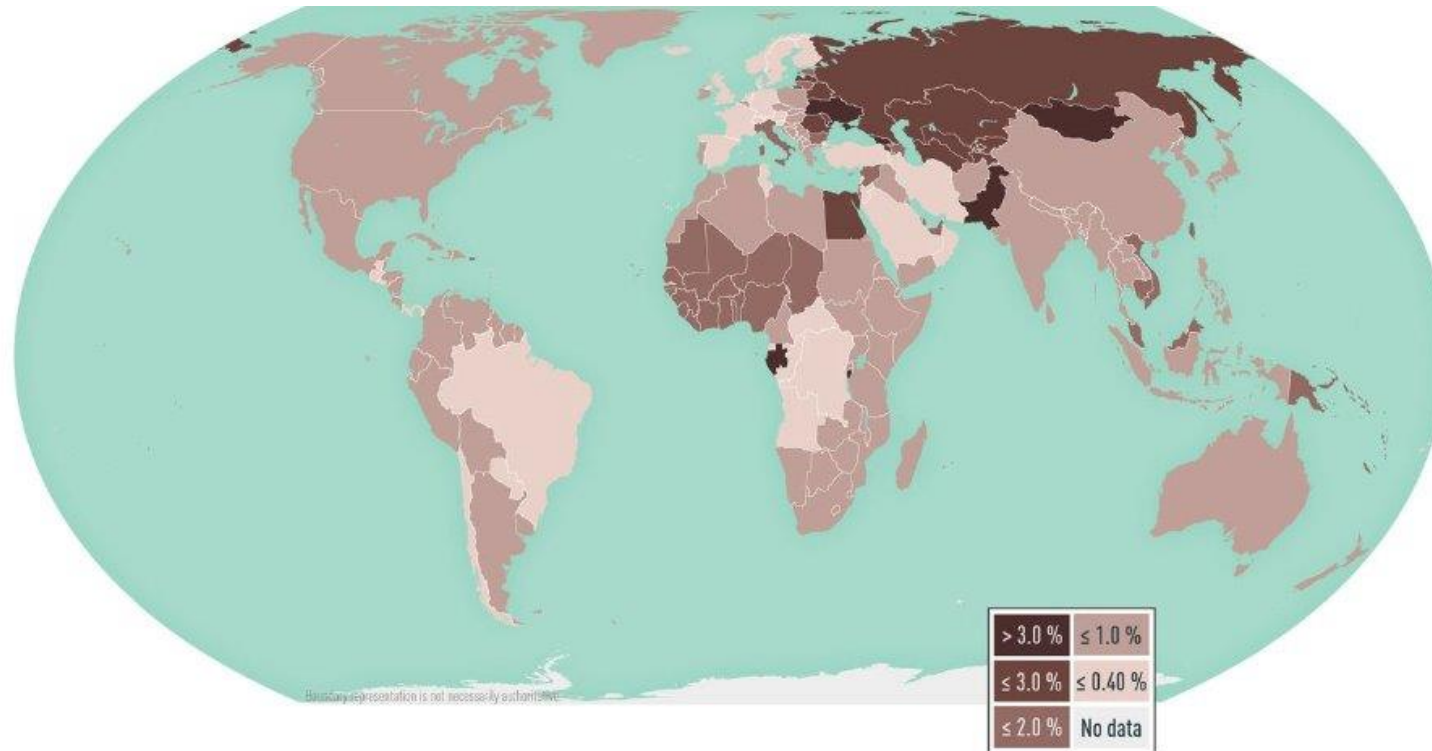 > 3.0 % ≤ 1.0 %
≤ 3.0 % ≤ 0.40 %
≤ 2.0 % No data
Boundary representation is not necessarily authoritative.